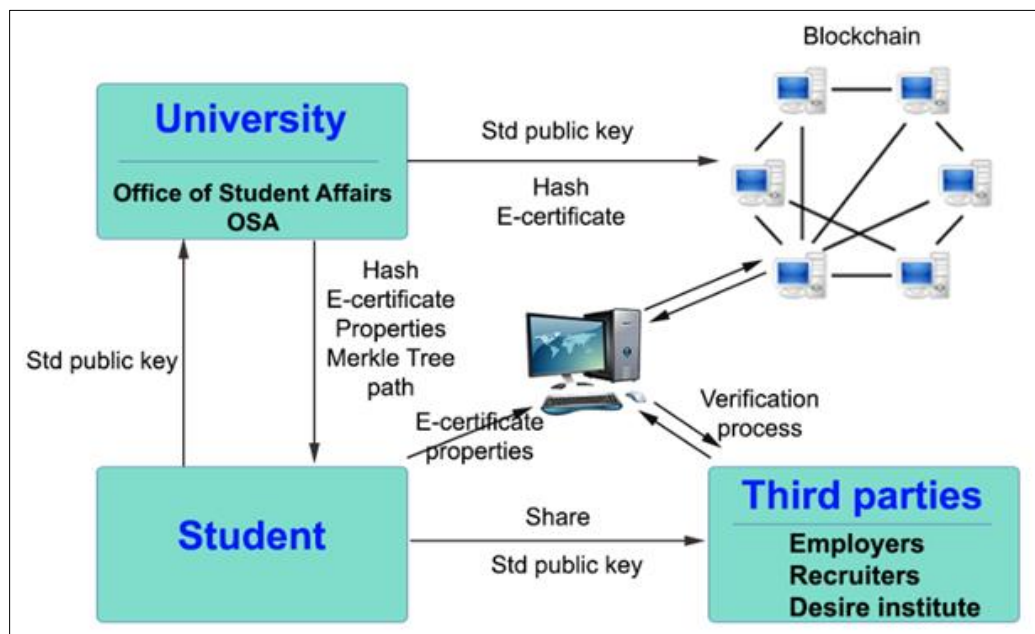 Blockchain
University
Office of Student Affairs
OSA
Std public key
Hash
E-certificate
Std public key
Hash
E-certificate
Properties
Merkle Tree
path
E-certificate
properties
Verification
process
Student
Share
Std public key
Third parties
Employers
Recruiters
Desire institute